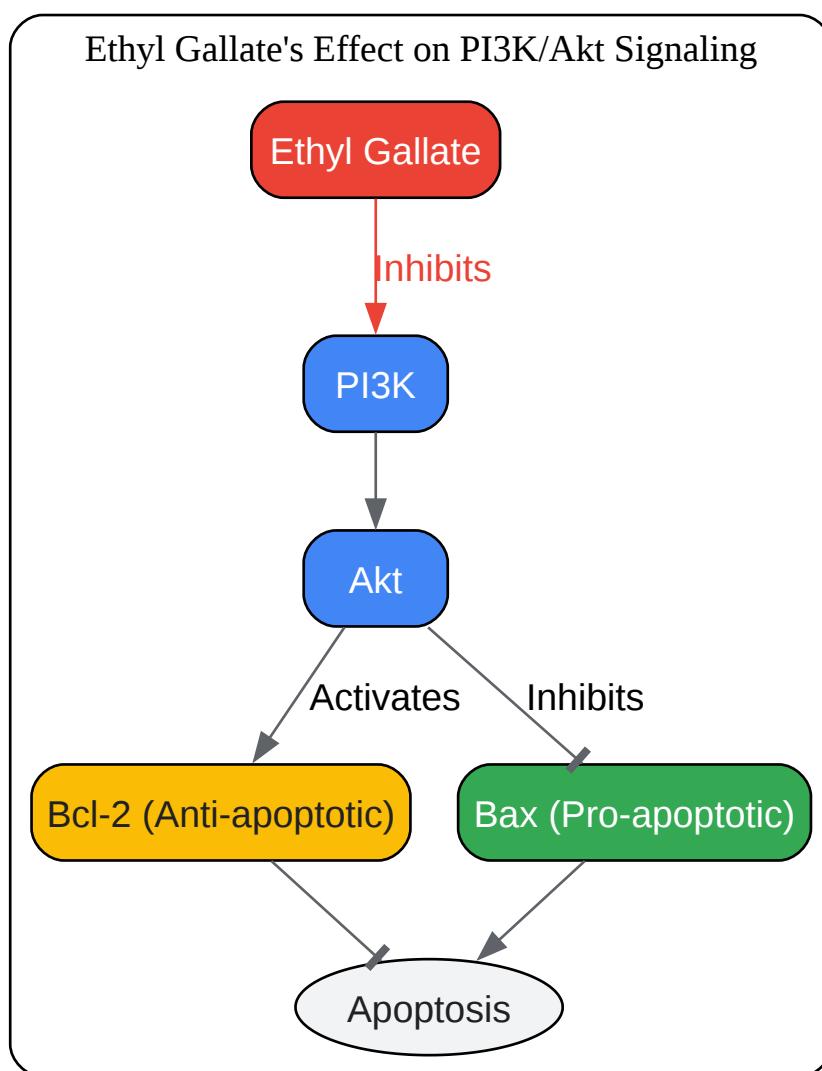 Ethyl Gallate's Effect on PI3K/Akt Signaling
Ethyl Gallate
Inhibits
PI3K
Akt
Activates
Inhibits
Bcl-2 (Anti-apoptotic)
Bax (Pro-apoptotic)
Apoptosis